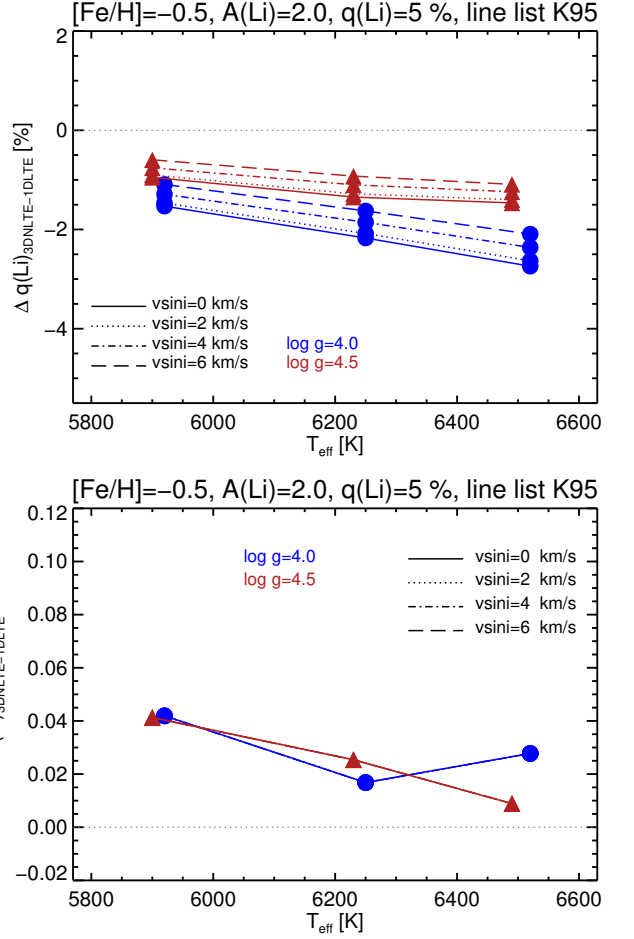 [Fe/H]=−0.5, A(Li)=2.0, q(Li)=5 %, line list K95
2
0
−2
−4
Δ q(Li)3DNLTE−1DLTE [%]
vsini=0 km/s
vsini=2 km/s
vsini=4 km/s
vsini=6 km/s
log g=4.0
log g=4.5
5800 6000 6200 6400 6600
Teff [K]
[Fe/H]=−0.5, A(Li)=2.0, q(Li)=5 %, line list K95
0.12
0.10
0.08
0.06
0.04
0.02
0.00
−0.02
)3DNLTE−1DLTE
log g=4.0
log g=4.5
vsini=0 km/s
vsini=2 km/s
vsini=4 km/s
vsini=6 km/s
5800 6000 6200 6400 6600
Teff [K]